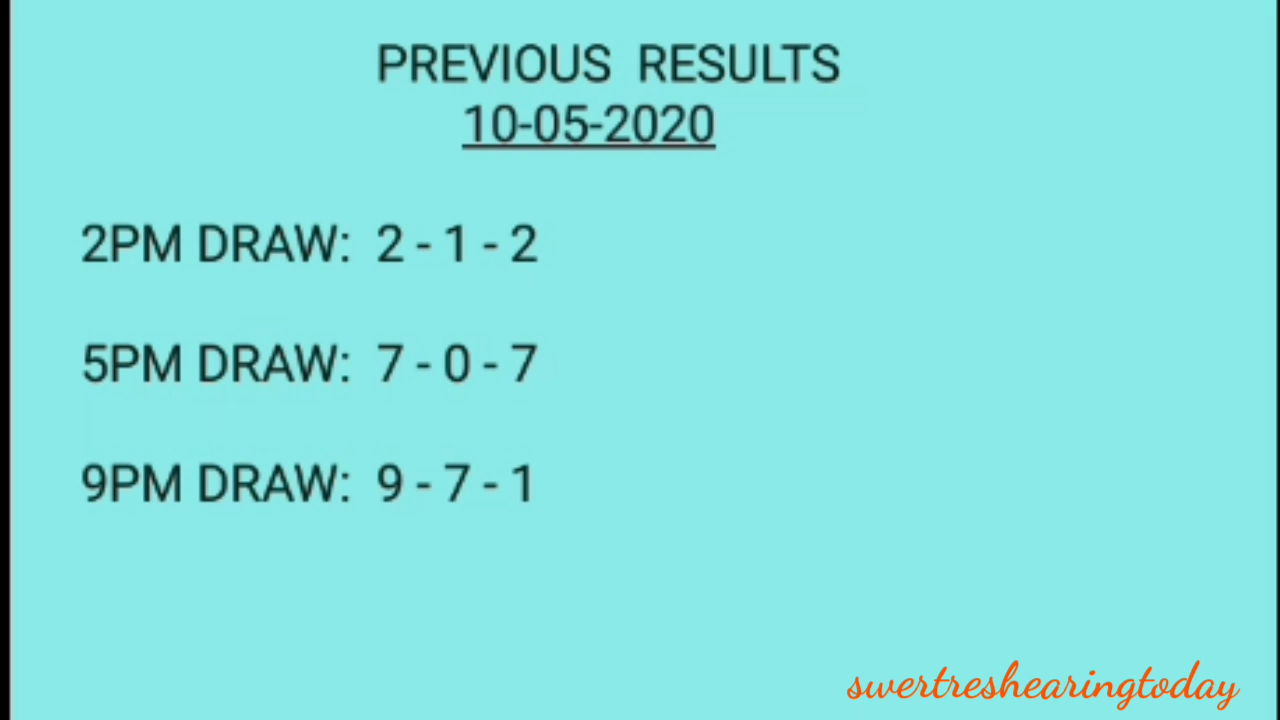 PREVIOUS RESULTS
10-05-2020
2PM DRAW: 2 - 1 - 2
5PM DRAW: 7 - 0 - 7
9PM DRAW: 9 - 7 - 1
swertreshearingtoday